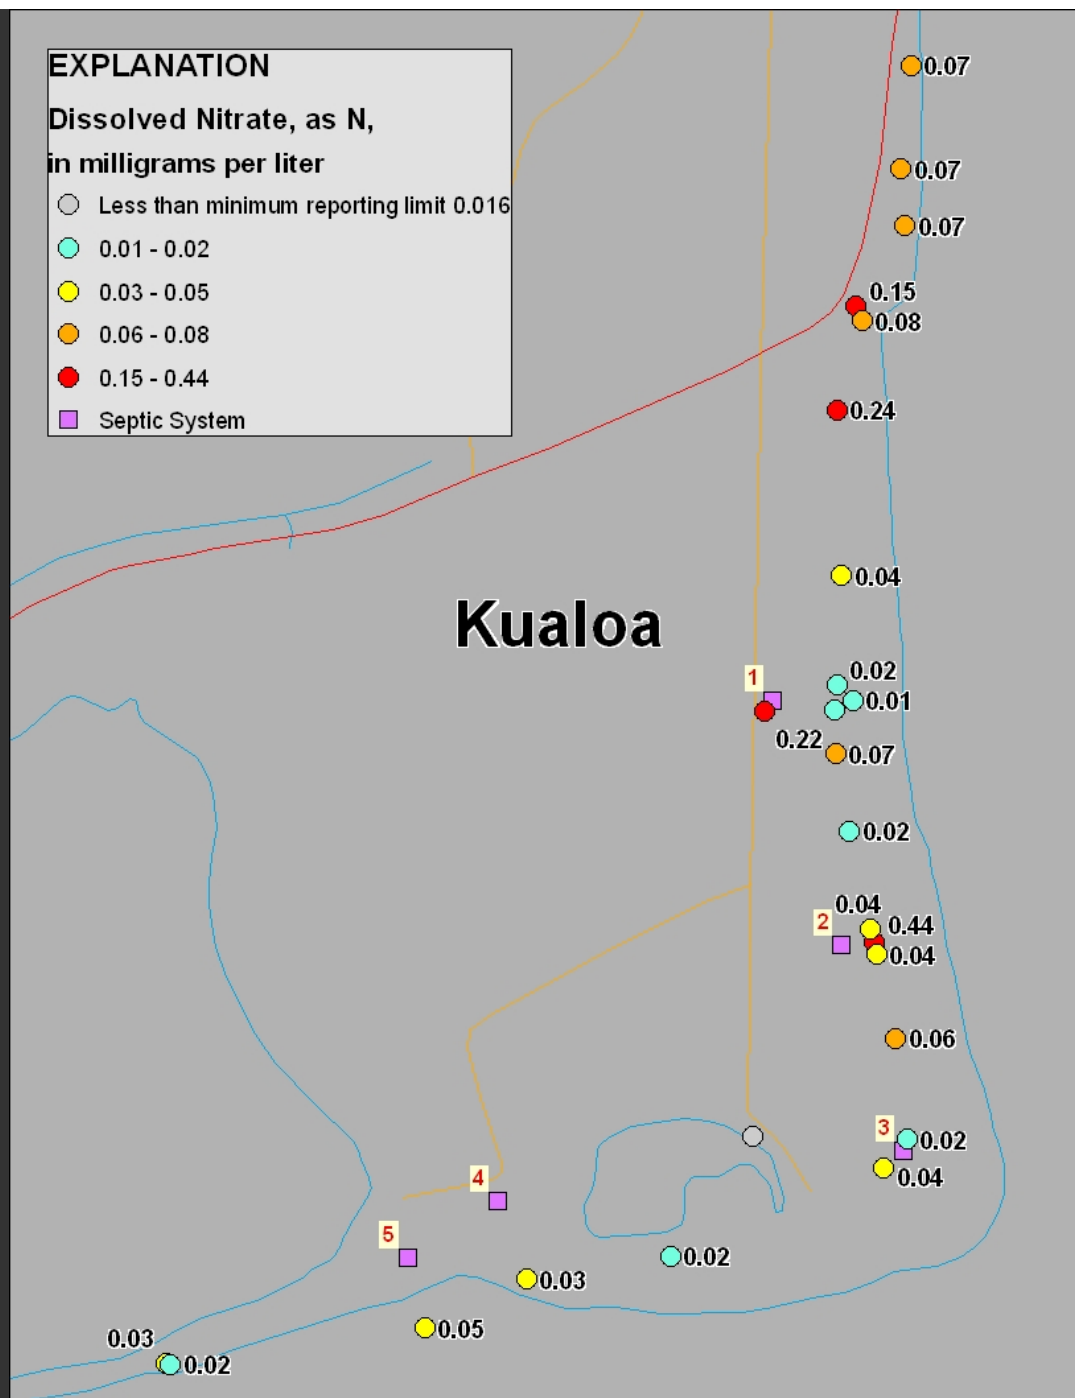 EXPLANATION
Dissolved Nitrate, as N,
in milligrams per liter
Less than minimum reporting limit 0.016
0.01 - 0.02
0.03 - 0.05
0.06 - 0.08
0.15 - 0.44
Septic System
0.07
0.07
0.07
0.15
0.08
0.24
0.04
Kualoa
0.02
1
0.01
0.22
0.07
0.02
0.04
2
0.44
0.04
0.06
3
0.02
0.04
4
5
0.02
0.03
0.05
0.03
0.02